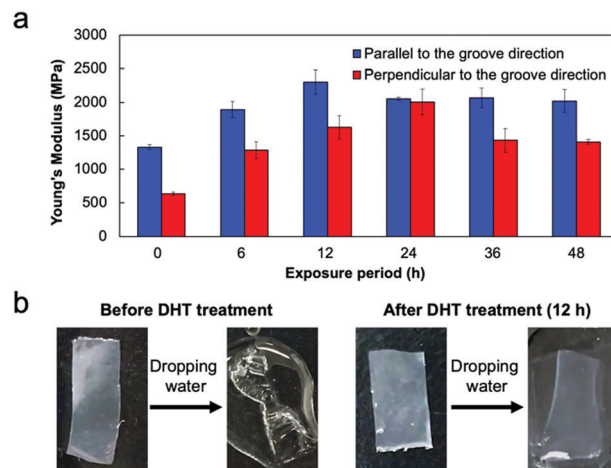 a
3000
2500
2000
1500
1000
500
0
Young's Modulus (MPa)
Parallel to the groove direction
Perpendicular to the groove direction
0 6 12 24 36 48
Exposure period (h)
b
Before DHT treatment
After DHT treatment (12 h)
Dropping
water
Dropping
water